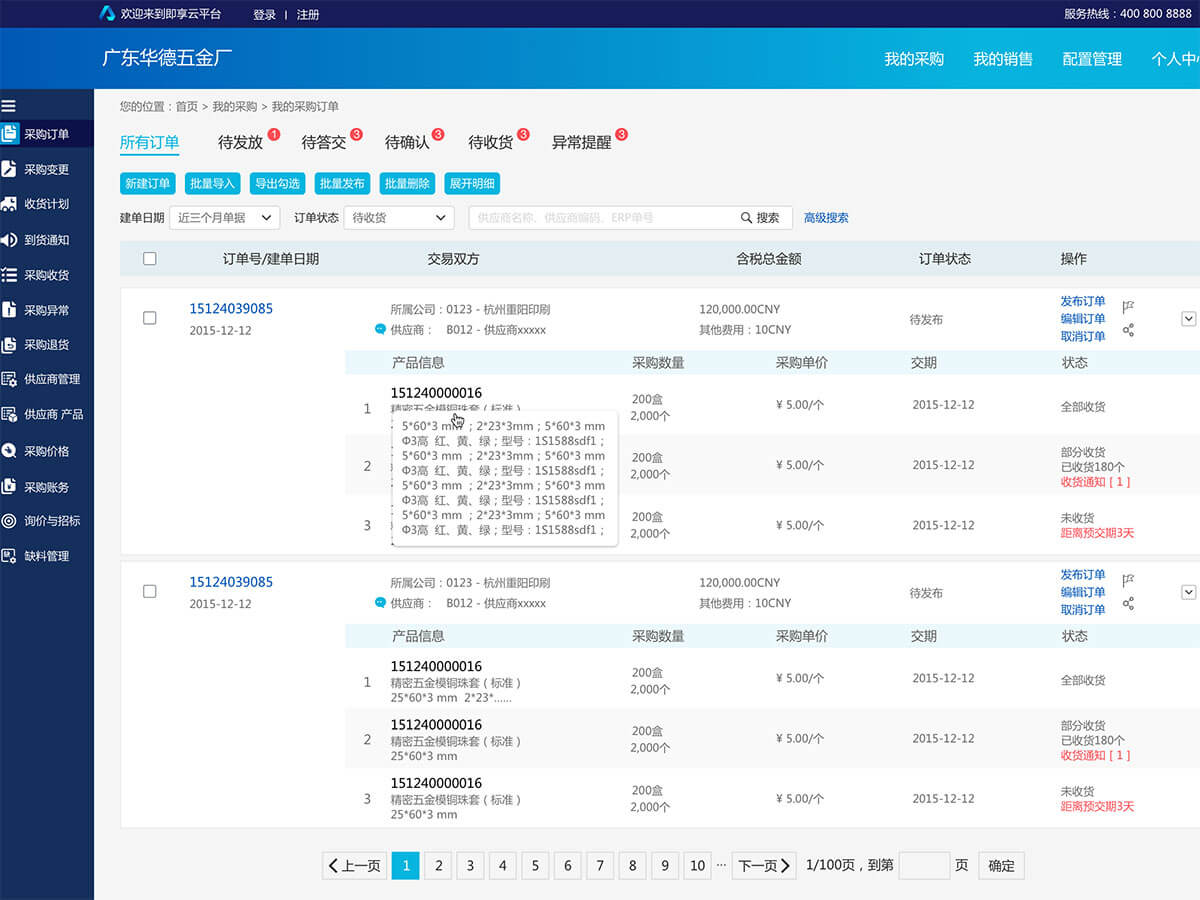 欢迎来到即享云平台 登录 | 注册 服务热线：400 800 8888
广东华德五金厂 我的采购 我的销售 配置管理 个人中
您的位置：首页 > 我的采购 > 我的采购订单
所有订单 待发放 1 待答交 3 待确认 3 待收货 3 异常提醒 3
新建订单 批量导入 导出勾选 批量发布 批量删除 展开明细
建单日期 近三个月单据 订单状态 待收货 供应商名称、供应商编码、ERP单号 搜索 高级搜索
采购订单
采购变更
收货计划
到货通知
采购收货
采购异常
采购退货
供应商管理
供应商 产品
采购价格
采购账务
询价与招标
缺料管理
订单号/建单日期 交易双方 含税总金额 订单状态 操作
15124039085 所属公司：0123 - 杭州重阳印刷 120,000.00CNY 待发布 发布订单
2015-12-12 供应商： B012 - 供应商xxxxx 其他费用：10CNY 编辑订单
取消订单
产品信息 采购数量 采购单价 交期 状态
1 151240000016 200盒 ¥ 5.00/个 2015-12-12 全部收货
精密五金模铜珠套（标准） 2,000个
5*60*3 mm ；2*23*3mm；5*60*3 mm
Φ3高 红、黄、绿；型号：1S1588sdf1；
5*60*3 mm ；2*23*3mm；5*60*3 mm
Φ3高 红、黄、绿；型号：1S1588sdf1；
5*60*3 mm ；2*23*3mm；5*60*3 mm
Φ3高 红、黄、绿；型号：1S1588sdf1；
5*60*3 mm ；2*23*3mm；5*60*3 mm
Φ3高 红、黄、绿；型号：1S1588sdf1；
2 200盒 ¥ 5.00/个 2015-12-12 部分收货
2,000个 已收货180个
收货通知 [ 1 ]
3 200盒 ¥ 5.00/个 2015-12-12 未收货
2,000个 距离预交期3天
15124039085 所属公司：0123 - 杭州重阳印刷 120,000.00CNY 待发布 发布订单
2015-12-12 供应商： B012 - 供应商xxxxx 其他费用：10CNY 编辑订单
取消订单
产品信息 采购数量 采购单价 交期 状态
1 151240000016 200盒 ¥ 5.00/个 2015-12-12 全部收货
精密五金模铜珠套（标准） 2,000个
25*60*3 mm 2*23*......
2 151240000016 200盒 ¥ 5.00/个 2015-12-12 部分收货
精密五金模铜珠套（标准） 2,000个 已收货180个
25*60*3 mm 收货通知 [ 1 ]
3 151240000016 200盒 ¥ 5.00/个 2015-12-12 未收货
精密五金模铜珠套（标准） 2,000个 距离预交期3天
25*60*3 mm
上一页 1 2 3 4 5 6 7 8 9 10 ··· 下一页 1/100页，到第 页 确定